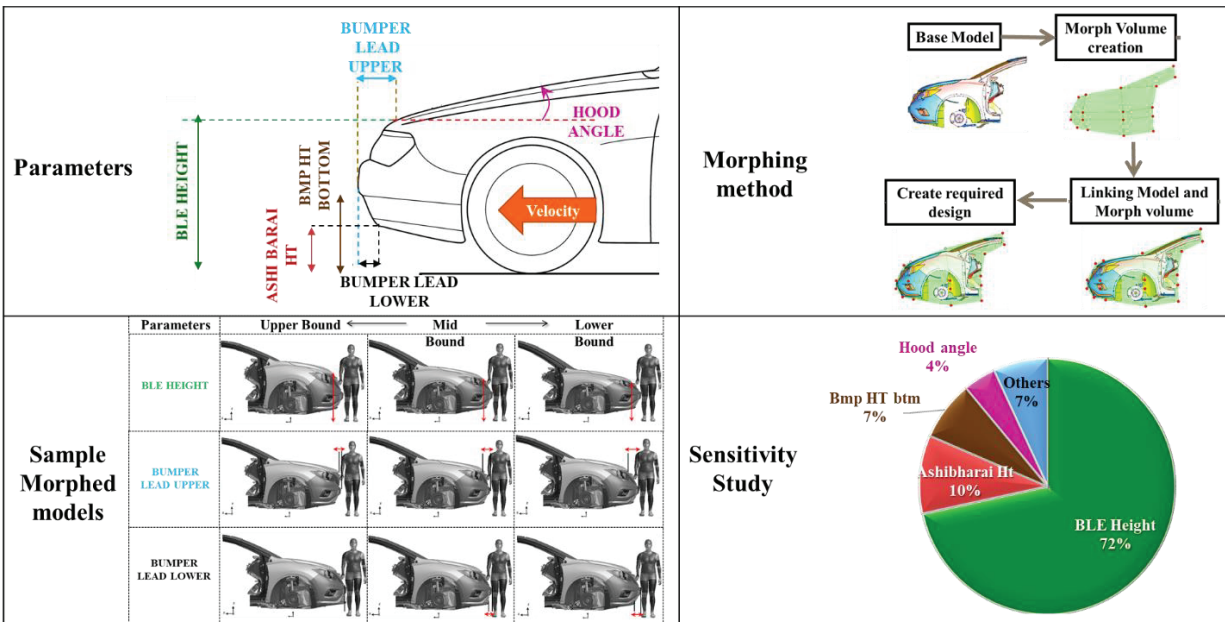 Parameters
BUMPER
LEAD
UPPER
HOOD
ANGLE
BLE HEIGHT
BMP HT
BOTTOM
ASHI BARAI
HT
Velocity
BUMPER LEAD
LOWER
Morphing
method
Base Model
Morph Volume
creation
Create required
design
Linking Model and
Morph volume
Sample
Morphed
models
Parameters
Upper Bound
Mid
Bound
Lower
Bound
BLE HEIGHT
BUMPER
LEAD UPPER
BUMPER
LEAD LOWER
Sensitivity
Study
Hood angle
4%
Others
7%
Bmp HT btm
7%
Ashibharai Ht
10%
BLE Height
72%